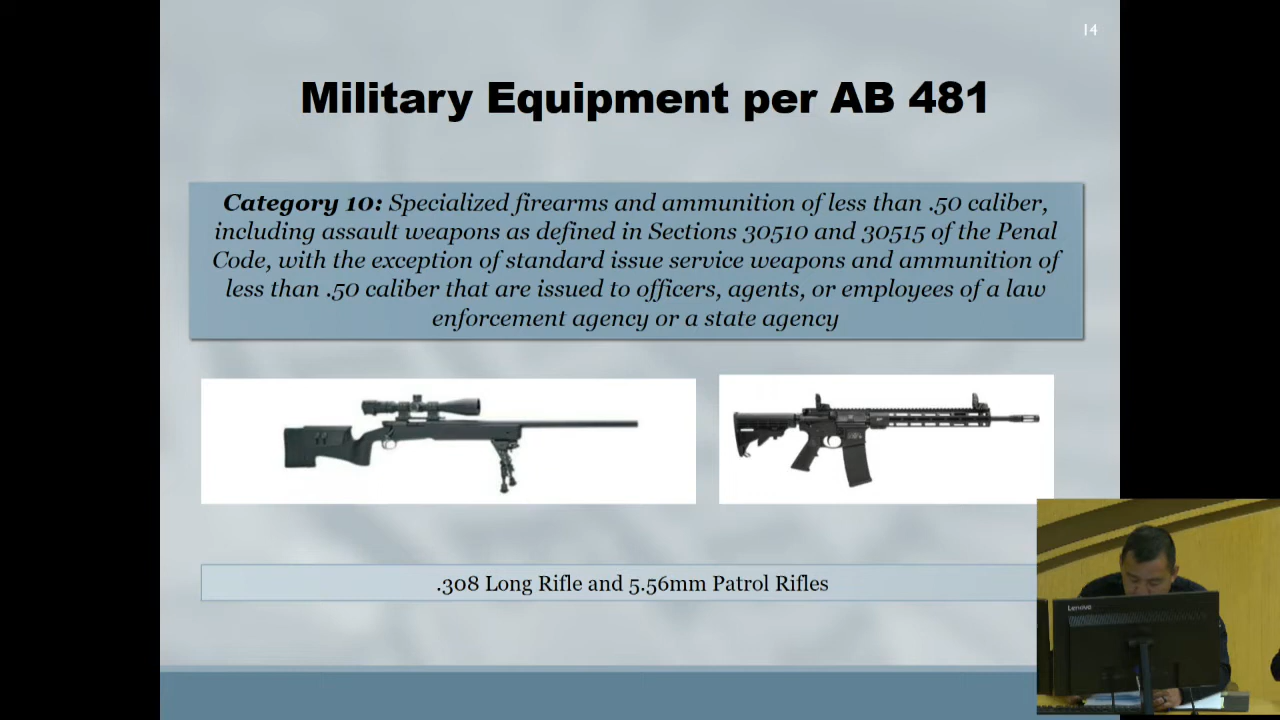 14
Military Equipment per AB 481
Category 10: Specialized firearms and ammunition of less than .50 caliber,
including assault weapons as defined in Sections 30510 and 30515 of the Penal
Code, with the exception of standard issue service weapons and ammunition of
less than .50 caliber that are issued to officers, agents, or employees of a law
enforcement agency or a state agency
.308 Long Rifle and 5.56mm Patrol Rifles
Lenovo